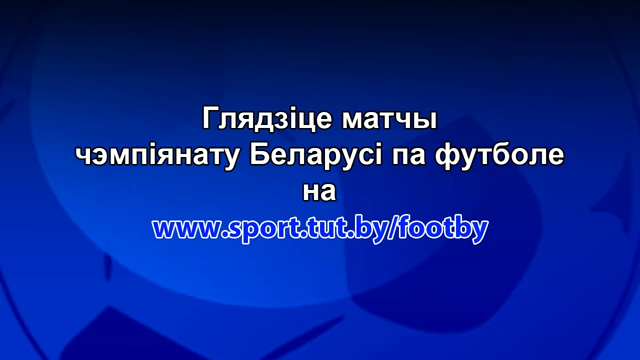 Глядзіце матчы
чэмпіянату Беларусі па футболе
на
www.sport.tut.by/footby